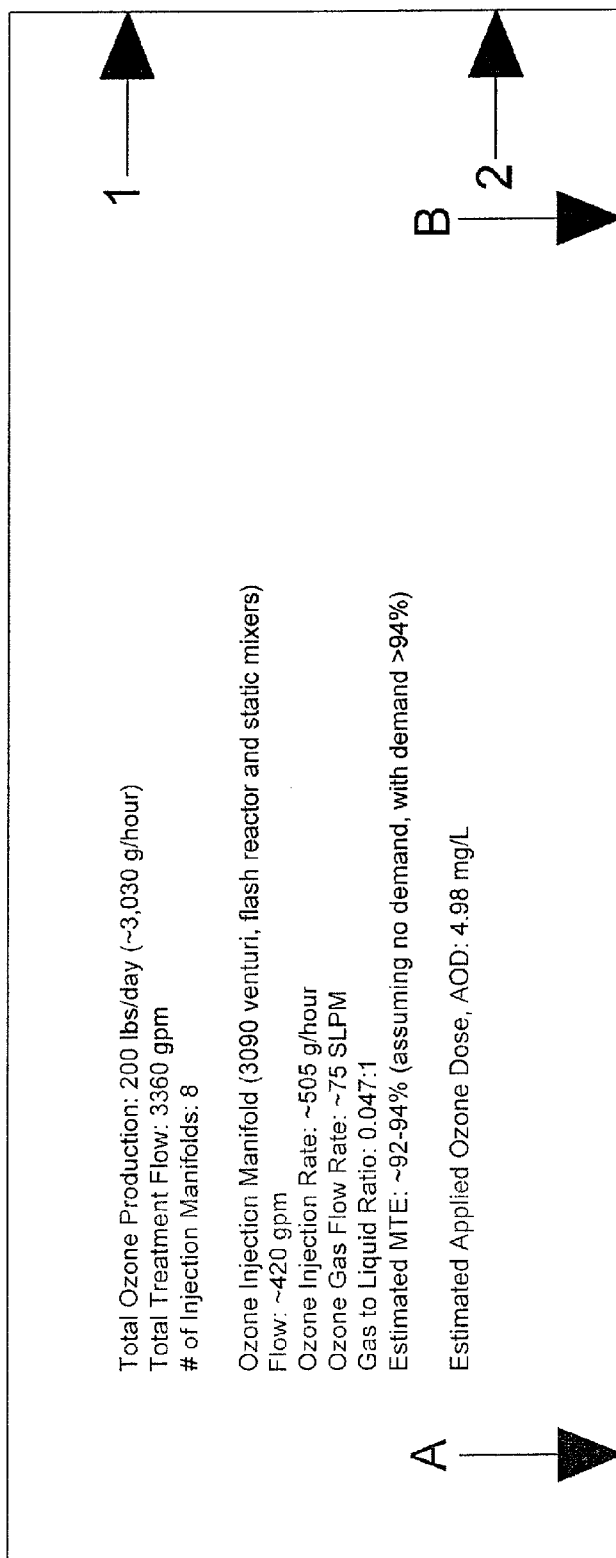 Total Ozone Production: 200 lbs/day (~3,030 g/hour)
Total Treatment Flow: 3360 gpm
# of Injection Manifolds: 8
Ozone Injection Manifold (3090 venturi, flash reactor and static mixers)
Flow: ~420 gpm
Ozone Injection Rate: ~505 g/hour
Ozone Gas Flow Rate: ~75 SLPM
Gas to Liquid Ratio: 0.047:1
Estimated MTE: ~92-94% (assuming no demand, with demand >94%)
Estimated Applied Ozone Dose, AOD: 4.98 mg/L
A
B
1
2